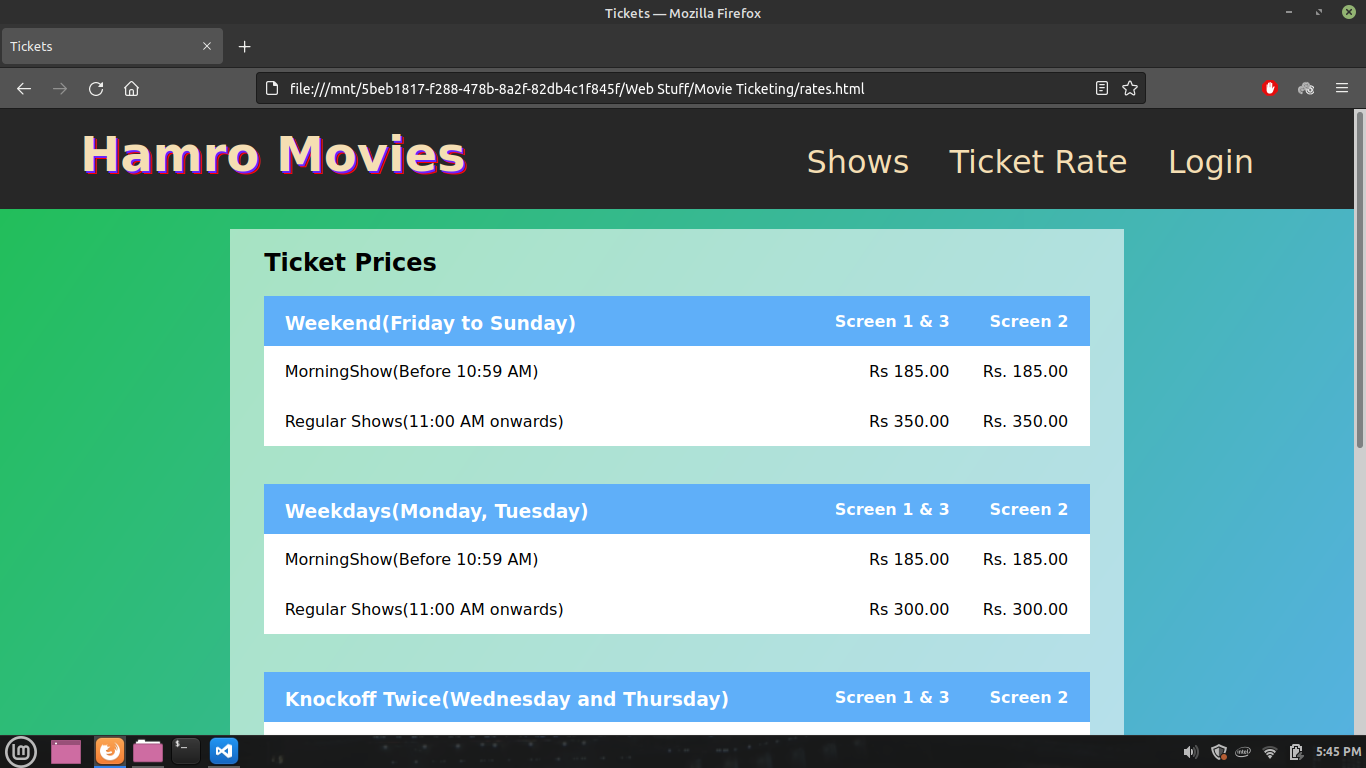 Tickets — Mozilla Firefox
Tickets
file:///mnt/5beb1817-f288-478b-8a2f-82db4c1f845f/Web Stuff/Movie Ticketing/rates.html
Hamro Movies
Shows Ticket Rate Login
Ticket Prices
Weekend(Friday to Sunday) Screen 1 & 3 Screen 2
MorningShow(Before 10:59 AM) Rs 185.00 Rs. 185.00
Regular Shows(11:00 AM onwards) Rs 350.00 Rs. 350.00
Weekdays(Monday, Tuesday) Screen 1 & 3 Screen 2
MorningShow(Before 10:59 AM) Rs 185.00 Rs. 185.00
Regular Shows(11:00 AM onwards) Rs 300.00 Rs. 300.00
Knockoff Twice(Wednesday and Thursday) Screen 1 & 3 Screen 2
intel 5:45 PM